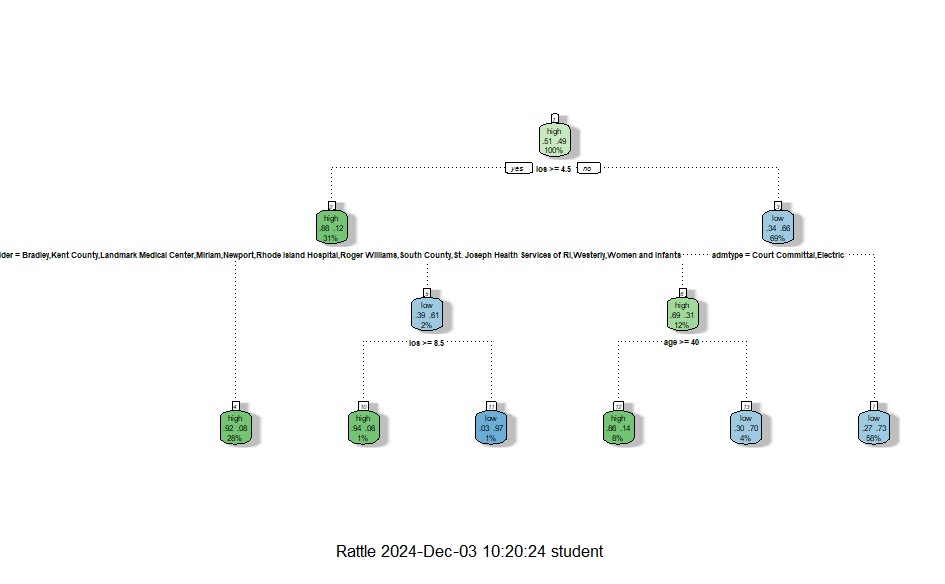 1
high
.51 .49
100%
yes los >= 4.5 no
2
high
.88 .12
31%
3
low
.34 .66
69%
der = Bradley,Kent County,Landmark Medical Center,Miriam,Newport,Rhode Island Hospital,Roger Williams,South County,St. Joseph Health Services of RI,Westerly,Women and Infants
admtype = Court Committal,Electric
5
low
.39 .61
2%
6
high
.69 .31
12%
los >= 8.5
age >= 40
4
high
.92 .08
28%
10
high
.94 .06
1%
11
low
.03 .97
1%
12
high
.86 .14
8%
13
low
.30 .70
4%
7
low
.27 .73
58%
Rattle 2024-Dec-03 10:20:24 student